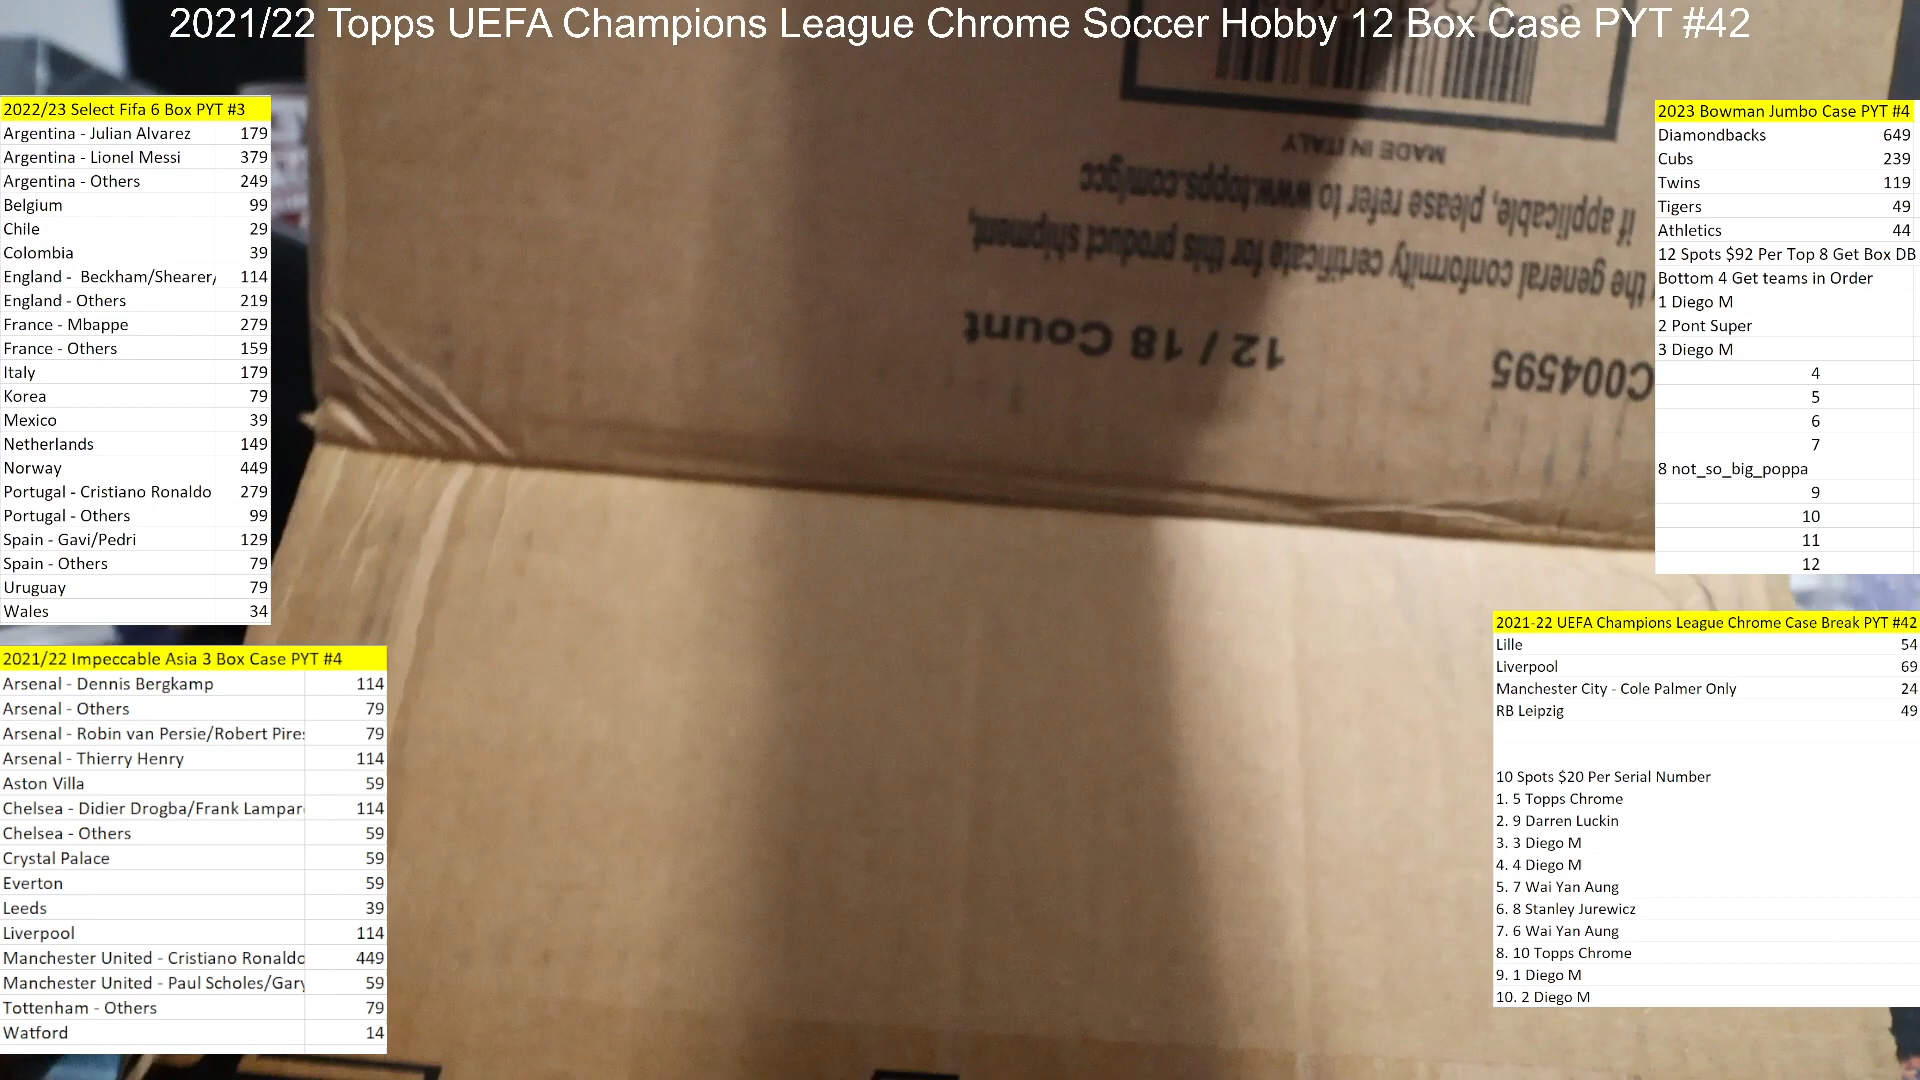 2021/22 Topps UEFA Champions League Chrome Soccer Hobby 12 Box Case PYT #42
2022/23 Select Fifa 6 Box PYT #3
Argentina - Julian Alvarez 179
Argentina - Lionel Messi 379
Argentina - Others 249
Belgium 99
Chile 29
Colombia 39
England - Beckham/Shearer/ 114
England - Others 219
France - Mbappe 279
France - Others 159
Italy 179
Korea 79
Mexico 39
Netherlands 149
Norway 449
Portugal - Cristiano Ronaldo 279
Portugal - Others 99
Spain - Gavi/Pedri 129
Spain - Others 79
Uruguay 79
Wales 34
2021/22 Impeccable Asia 3 Box Case PYT #4
Arsenal - Dennis Bergkamp 114
Arsenal - Others 79
Arsenal - Robin van Persie/Robert Pires 79
Arsenal - Thierry Henry 114
Aston Villa 59
Chelsea - Didier Drogba/Frank Lampar 114
Chelsea - Others 59
Crystal Palace 59
Everton 59
Leeds 39
Liverpool 114
Manchester United - Cristiano Ronaldo 449
Manchester United - Paul Scholes/Gary 59
Tottenham - Others 79
Watford 14
C004595
12 / 18 Count
the general conformity certificate for this product shipment,
if applicable, please refer to www.topps.com/gcc
MADE IN ITALY
2023 Bowman Jumbo Case PYT #4
Diamondbacks 649
Cubs 239
Twins 119
Tigers 49
Athletics 44
12 Spots $92 Per Top 8 Get Box DB
Bottom 4 Get teams in Order
1 Diego M
2 Pont Super
3 Diego M
4
5
6
7
8 not_so_big_poppa
9
10
11
12
2021-22 UEFA Champions League Chrome Case Break PYT #42
Lille 54
Liverpool 69
Manchester City - Cole Palmer Only 24
RB Leipzig 49
10 Spots $20 Per Serial Number
1. 5 Topps Chrome
2. 9 Darren Luckin
3. 3 Diego M
4. 4 Diego M
5. 7 Wai Yan Aung
6. 8 Stanley Jurewicz
7. 6 Wai Yan Aung
8. 10 Topps Chrome
9. 1 Diego M
10. 2 Diego M